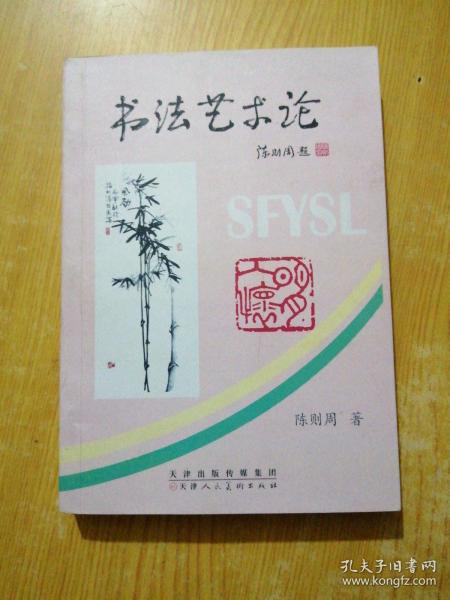 书法艺术论
陈则周题
SFYSL
陈则周 著
天津出版传媒集团
天津人民美术出版社
孔夫子旧书网
www.kongfz.com